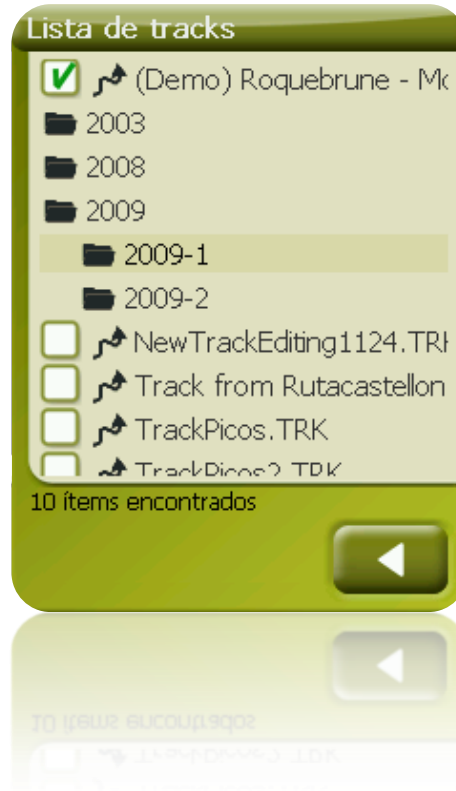 Lista de tracks
(Demo) Roquebrune - Mo
2003
2008
2009
2009-1
2009-2
NewTrackEditing1124.TRK
Track from Rutacastellon
TrackPicos.TRK
TrackPicos2.TRK
10 ítems encontrados